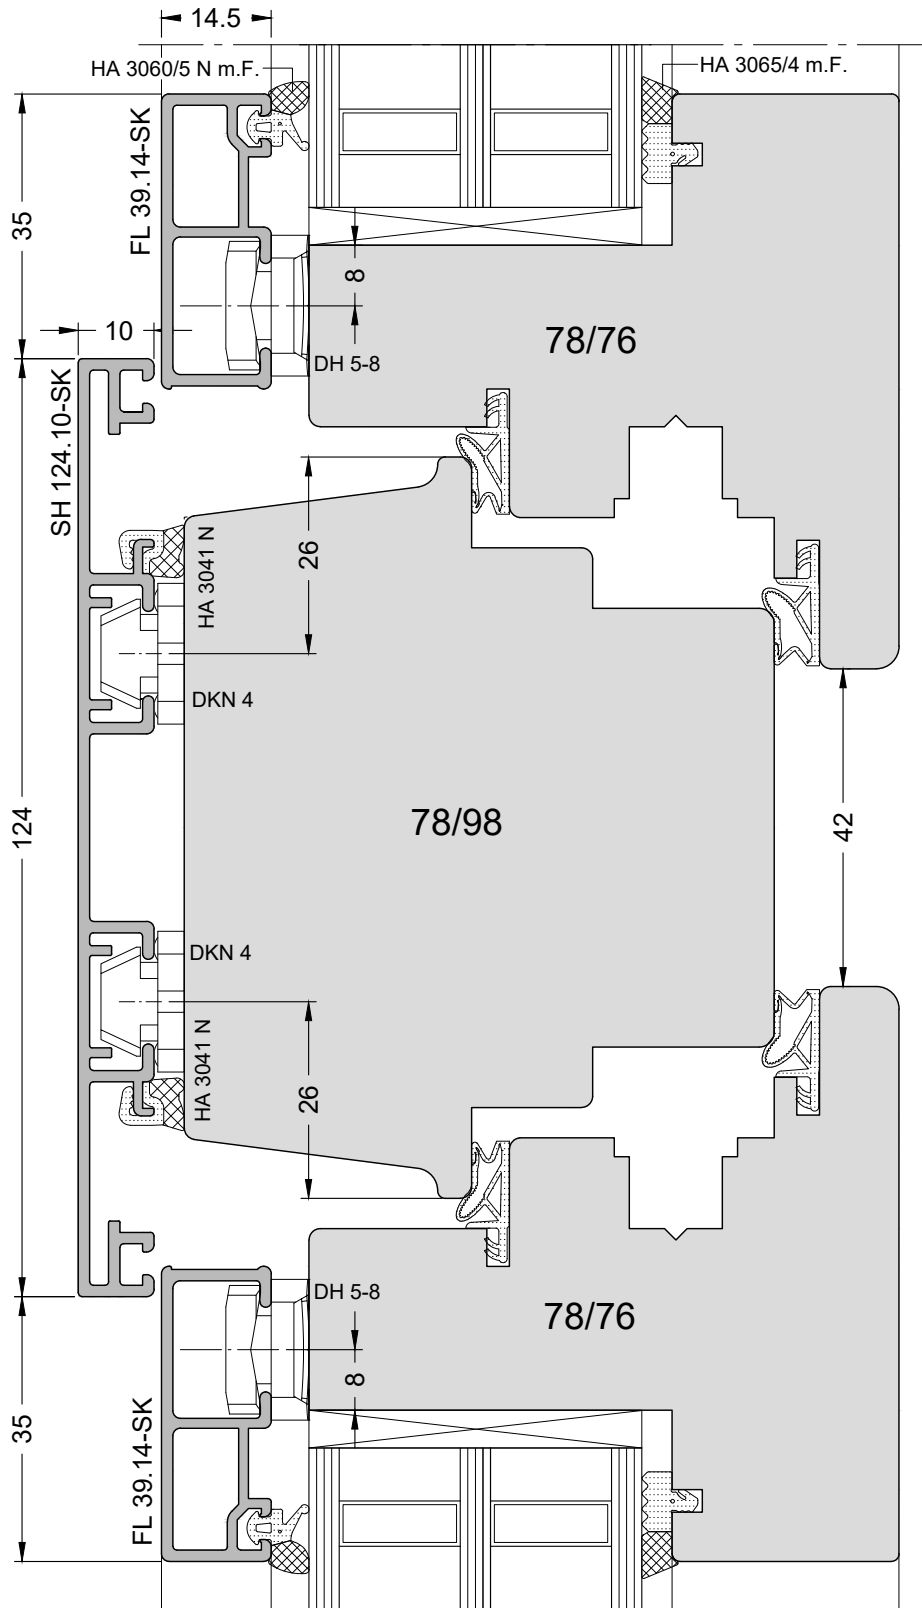 14.5
HA 3060/5 N m.F.
HA 3065/4 m.F.
FL 39.14-SK
35
8
10
78/76
DH 5-8
SH 124.10-SK
HA 3041 N
26
DKN 4
124
78/98
42
DKN 4
HA 3041 N
26
DH 5-8
78/76
8
FL 39.14-SK
35